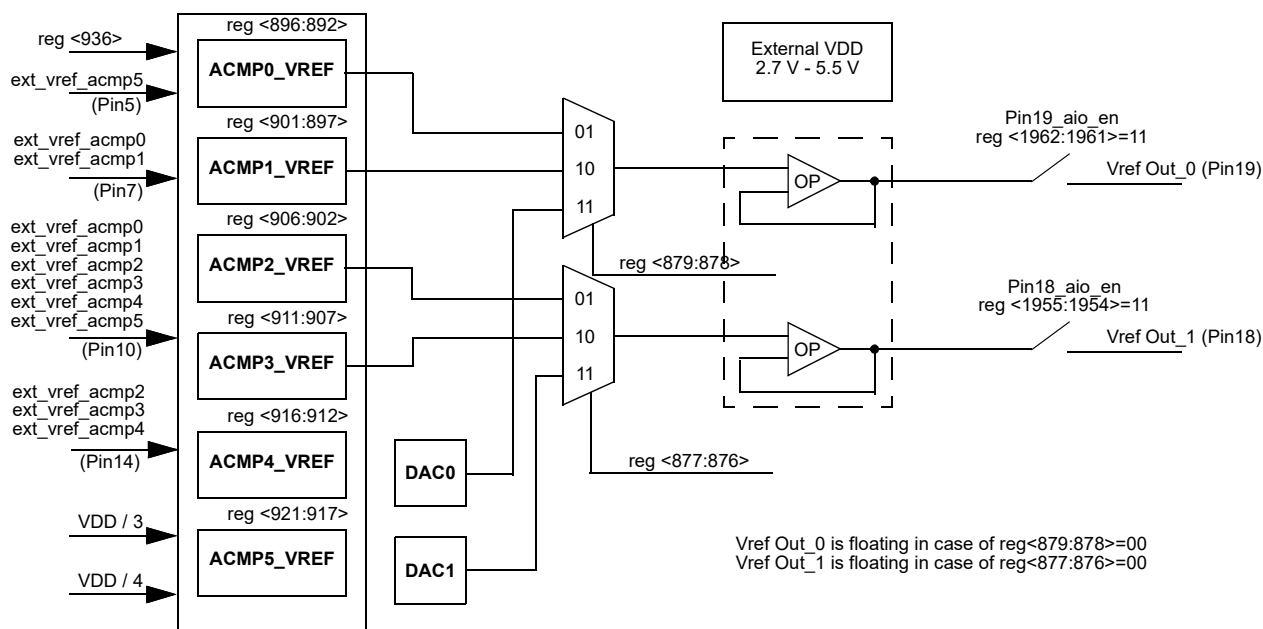 reg <936>
ext_vref_acmp5
(Pin5)
ext_vref_acmp0
ext_vref_acmp1
(Pin7)
ext_vref_acmp0
ext_vref_acmp1
ext_vref_acmp2
ext_vref_acmp3
ext_vref_acmp4
ext_vref_acmp5
(Pin10)
ext_vref_acmp2
ext_vref_acmp3
ext_vref_acmp4
(Pin14)
VDD / 3
VDD / 4
reg <896:892>
ACMP0_VREF
reg <901:897>
ACMP1_VREF
reg <906:902>
ACMP2_VREF
reg <911:907>
ACMP3_VREF
reg <916:912>
ACMP4_VREF
reg <921:917>
ACMP5_VREF
DAC0
DAC1
01
10
11
reg <879:878>
01
10
11
reg <877:876>
External VDD
2.7 V - 5.5 V
OP
OP
Pin19_aio_en
reg <1962:1961>=11
Vref Out_0 (Pin19)
Pin18_aio_en
reg <1955:1954>=11
Vref Out_1 (Pin18)
Vref Out_0 is floating in case of reg<879:878>=00
Vref Out_1 is floating in case of reg<877:876>=00